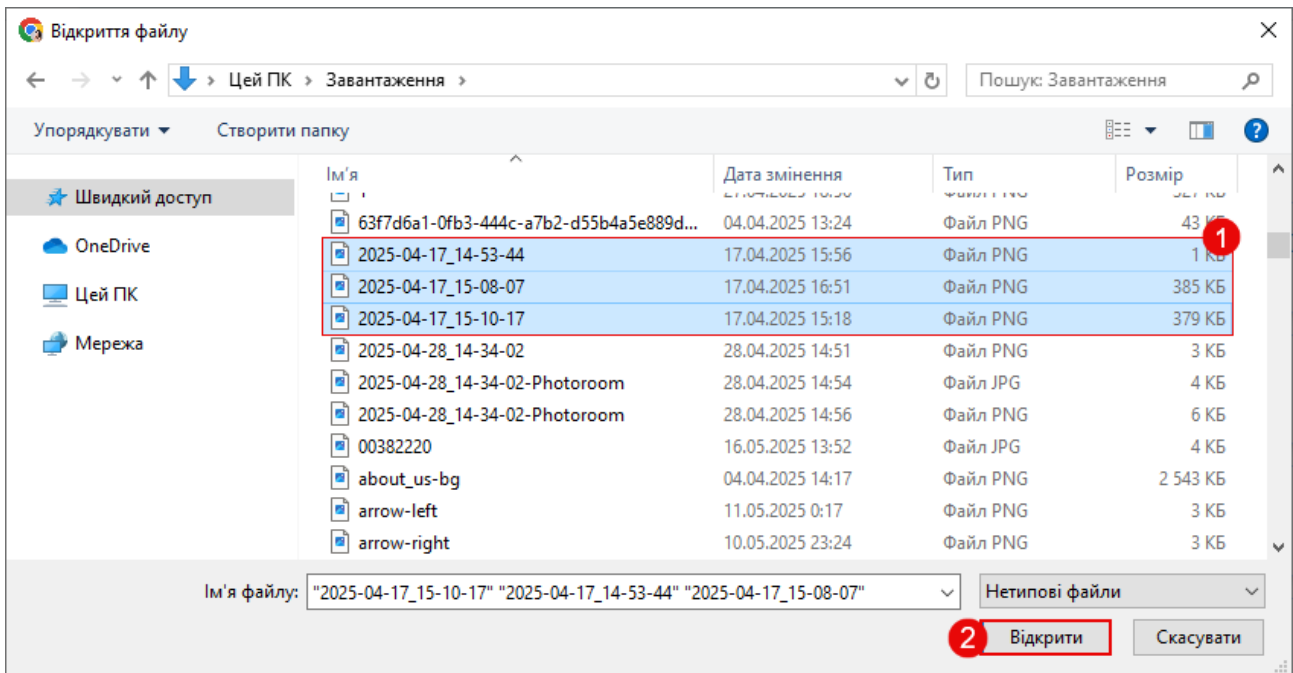 Відкриття файлу
Цей ПК Завантаження Пошук: Завантаження
Упорядкувати Створити папку ?
Ім'я Дата змінення Тип Розмір
Швидкий доступ
OneDrive
Цей ПК
Мережа
63f7d6a1-0fb3-444c-a7b2-d55b4a5e889d... 04.04.2025 13:24 Файл PNG 43
1
2025-04-17_14-53-44 17.04.2025 15:56 Файл PNG 1 КБ
2025-04-17_15-08-07 17.04.2025 16:51 Файл PNG 385 КБ
2025-04-17_15-10-17 17.04.2025 15:18 Файл PNG 379 КБ
2025-04-28_14-34-02 28.04.2025 14:51 Файл PNG 3 КБ
2025-04-28_14-34-02-Photoroom 28.04.2025 14:54 Файл JPG 4 КБ
2025-04-28_14-34-02-Photoroom 28.04.2025 14:56 Файл PNG 6 КБ
00382220 16.05.2025 13:52 Файл JPG 4 КБ
about_us-bg 04.04.2025 14:17 Файл PNG 2 543 КБ
arrow-left 11.05.2025 0:17 Файл PNG 3 КБ
arrow-right 10.05.2025 23:24 Файл PNG 3 КБ
Ім'я файлу: "2025-04-17_15-10-17" "2025-04-17_14-53-44" "2025-04-17_15-08-07" Нетипові файли
2 Відкрити Скасувати